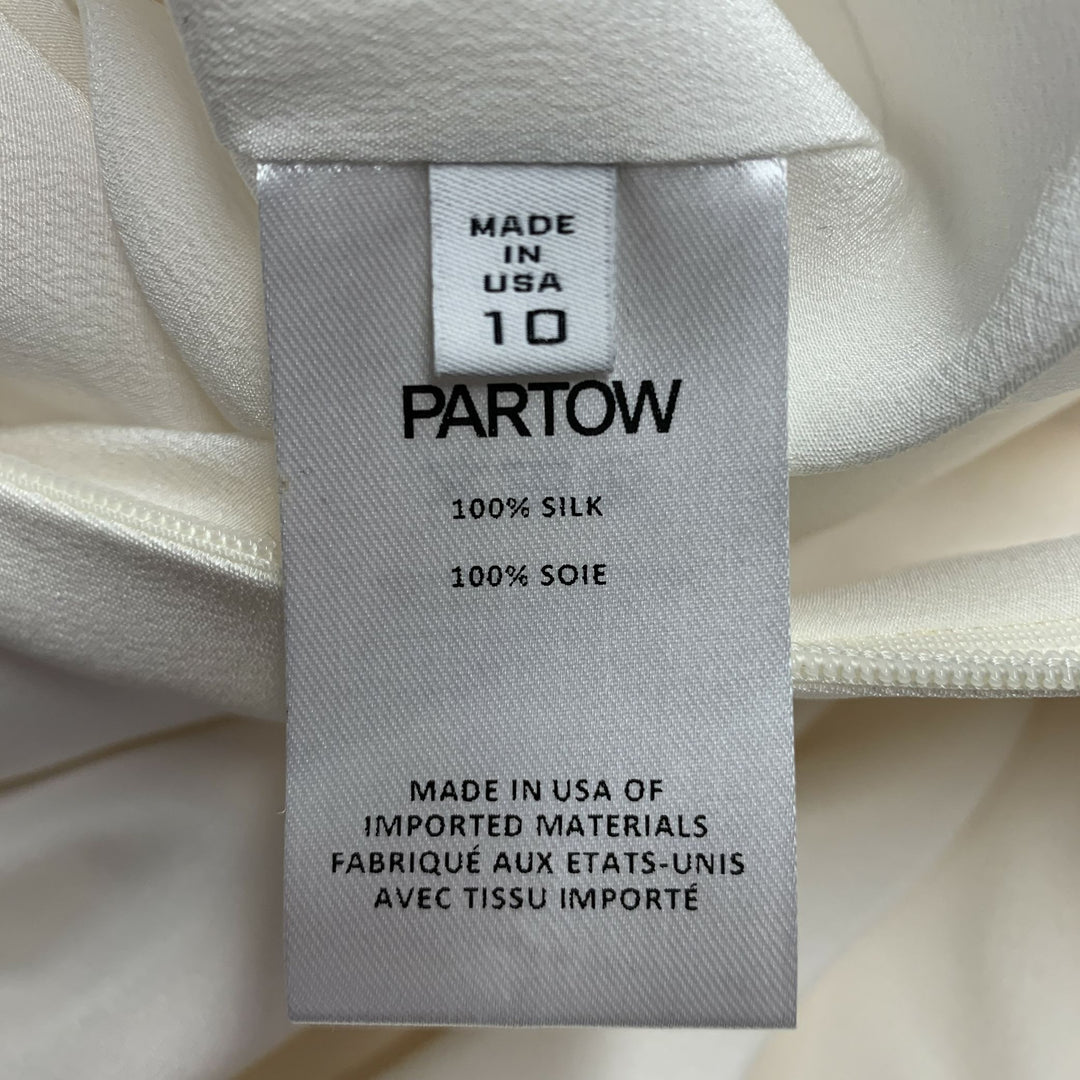 MADE
IN
USA
10
PARTOW
100% SILK
100% SOIE
MADE IN USA OF
IMPORTED MATERIALS
FABRIQUÉ AUX ETATS-UNIS
AVEC TISSU IMPORTÉ